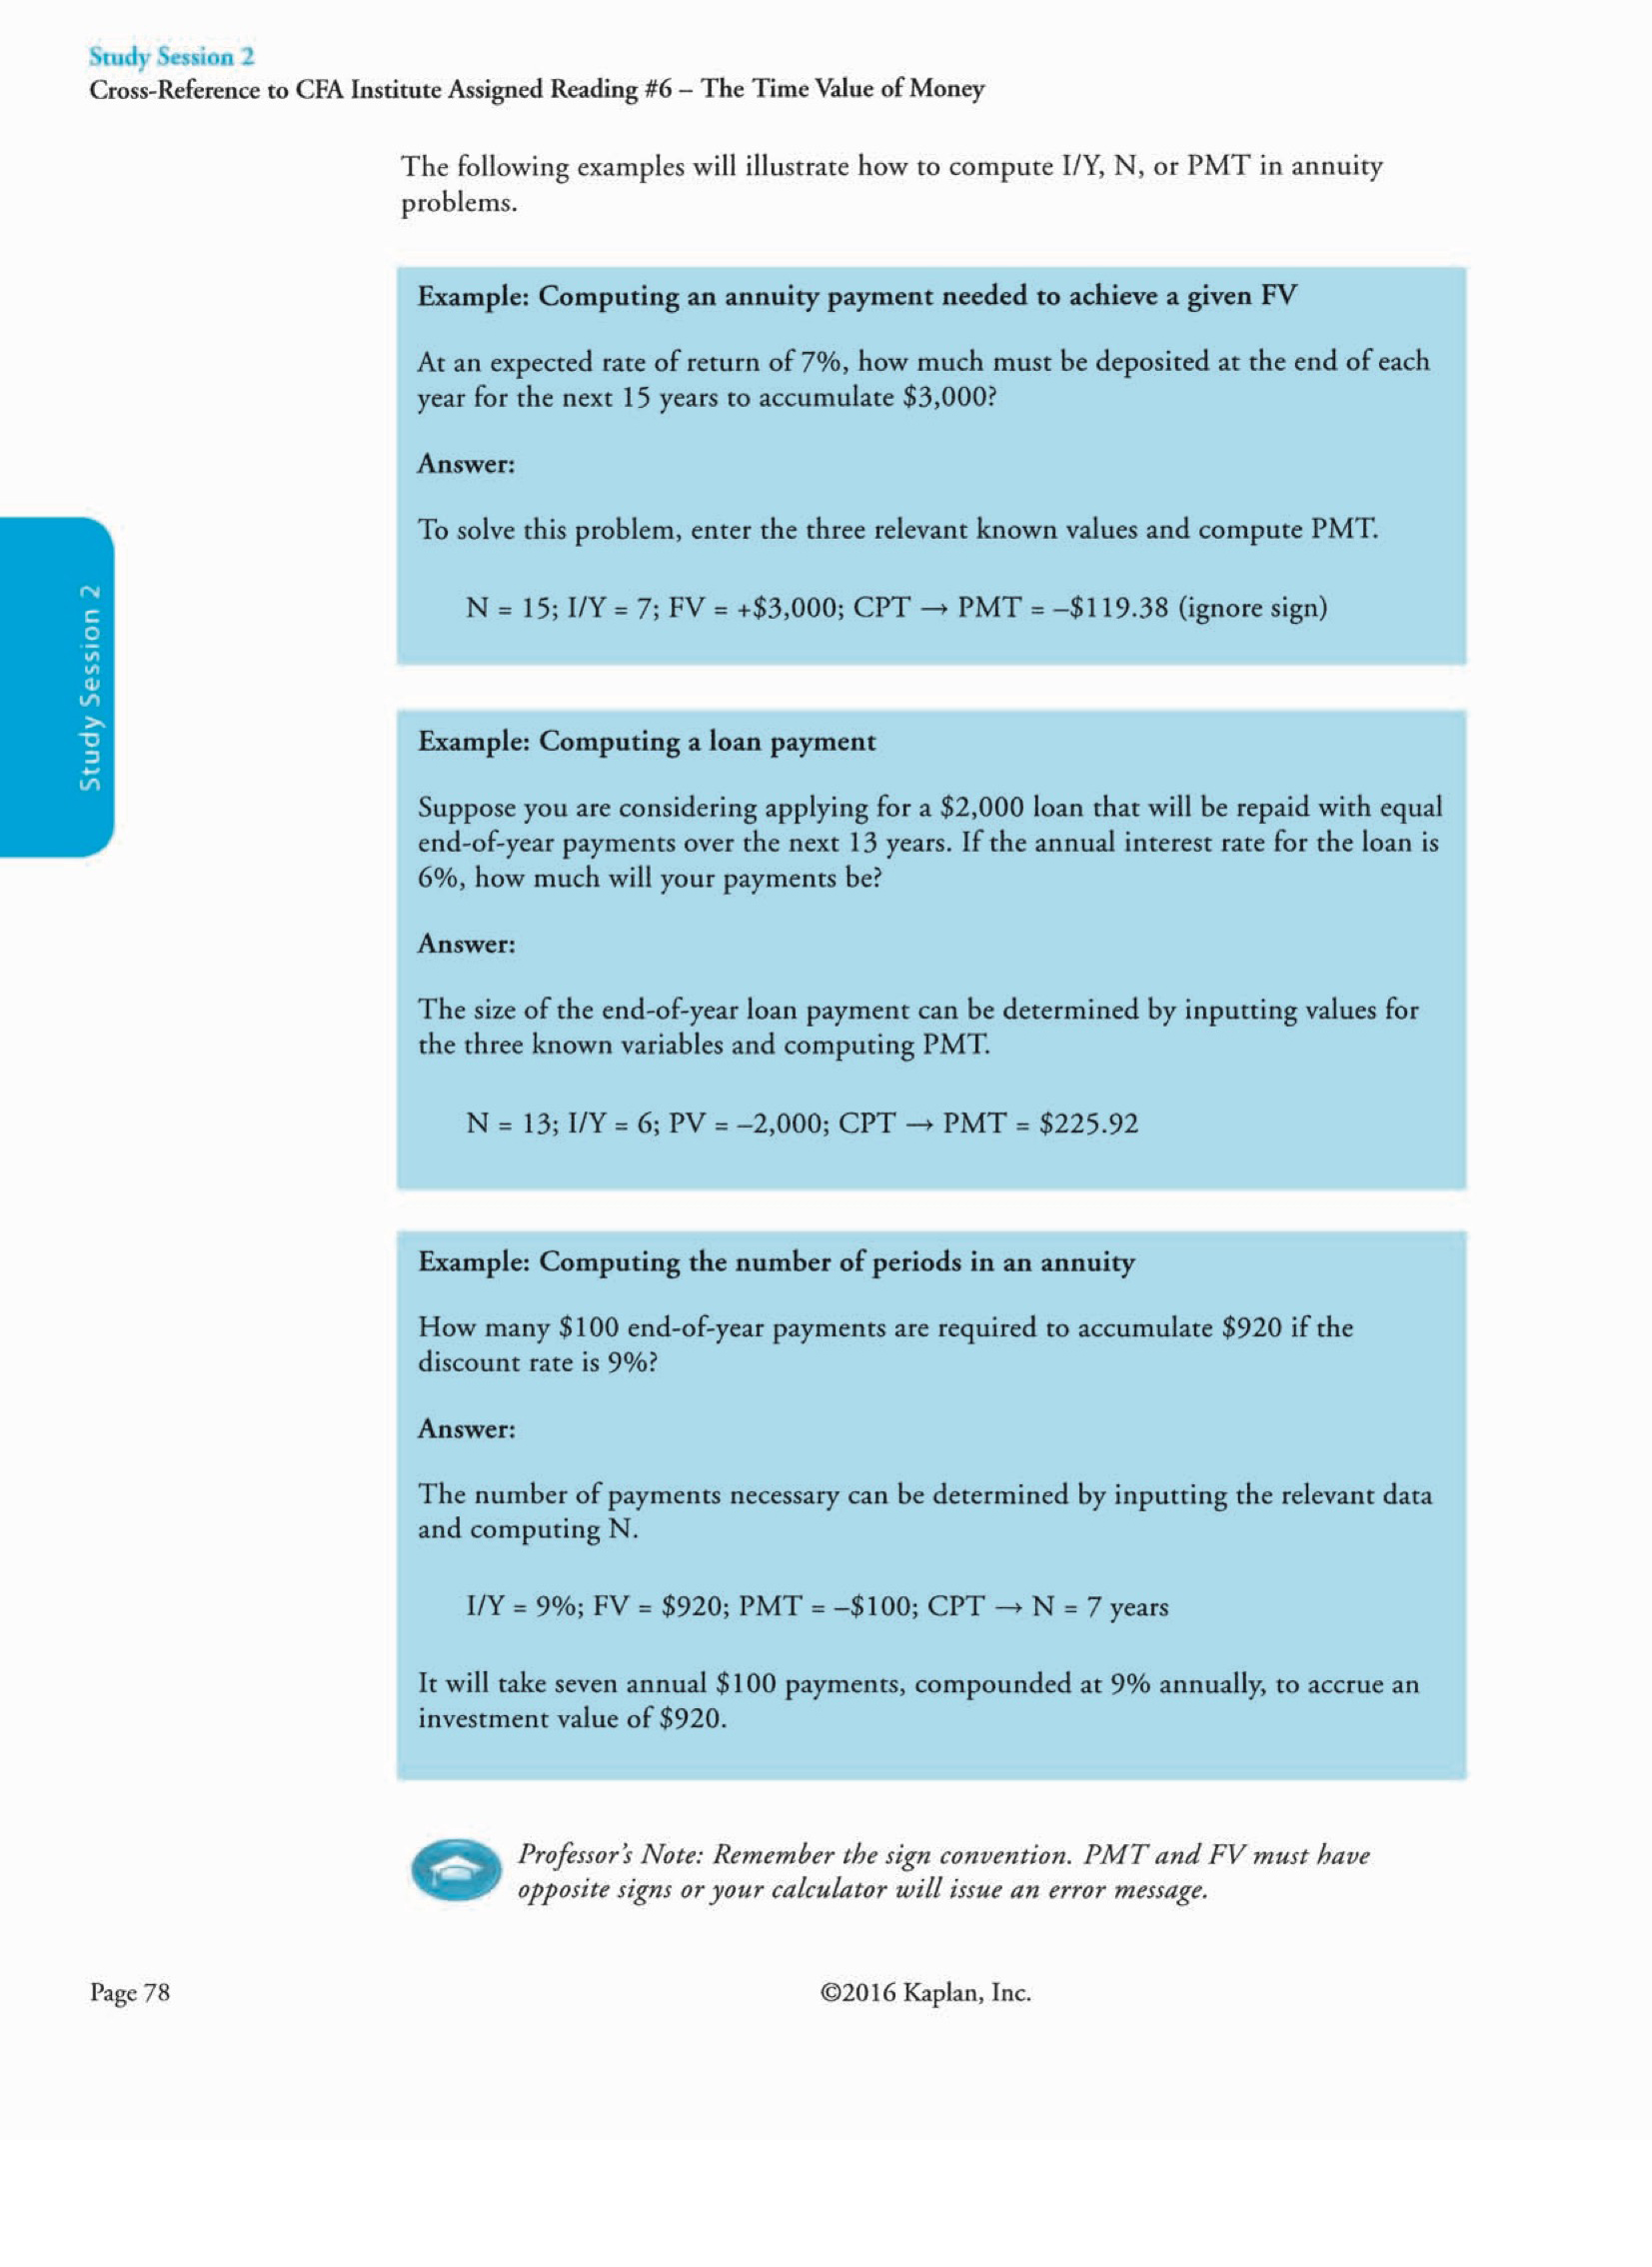 Study Session 2
Cross-Reference to CFA Institute Assigned Reading #6 – The Time Value of Money
The following examples will illustrate how to compute I/Y, N, or PMT in annuity
problems.
Example: Computing an annuity payment needed to achieve a given FV
At an expected rate of return of 7%, how much must be deposited at the end of each
year for the next 15 years to accumulate $3,000?
Answer:
To solve this problem, enter the three relevant known values and compute PMT.
N = 15; I/Y = 7; FV = +$3,000; CPT → PMT = –$119.38 (ignore sign)
Study Session 2
Example: Computing a loan payment
Suppose you are considering applying for a $2,000 loan that will be repaid with equal
end-of-year payments over the next 13 years. If the annual interest rate for the loan is
6%, how much will your payments be?
Answer:
The size of the end-of-year loan payment can be determined by inputting values for
the three known variables and computing PMT.
N = 13; I/Y = 6; PV = –2,000; CPT → PMT = $225.92
Example: Computing the number of periods in an annuity
How many $100 end-of-year payments are required to accumulate $920 if the
discount rate is 9%?
Answer:
The number of payments necessary can be determined by inputting the relevant data
and computing N.
I/Y = 9%; FV = $920; PMT = –$100; CPT → N = 7 years
It will take seven annual $100 payments, compounded at 9% annually, to accrue an
investment value of $920.
Professor's Note: Remember the sign convention. PMT and FV must have
opposite signs or your calculator will issue an error message.
Page 78
©2016 Kaplan, Inc.